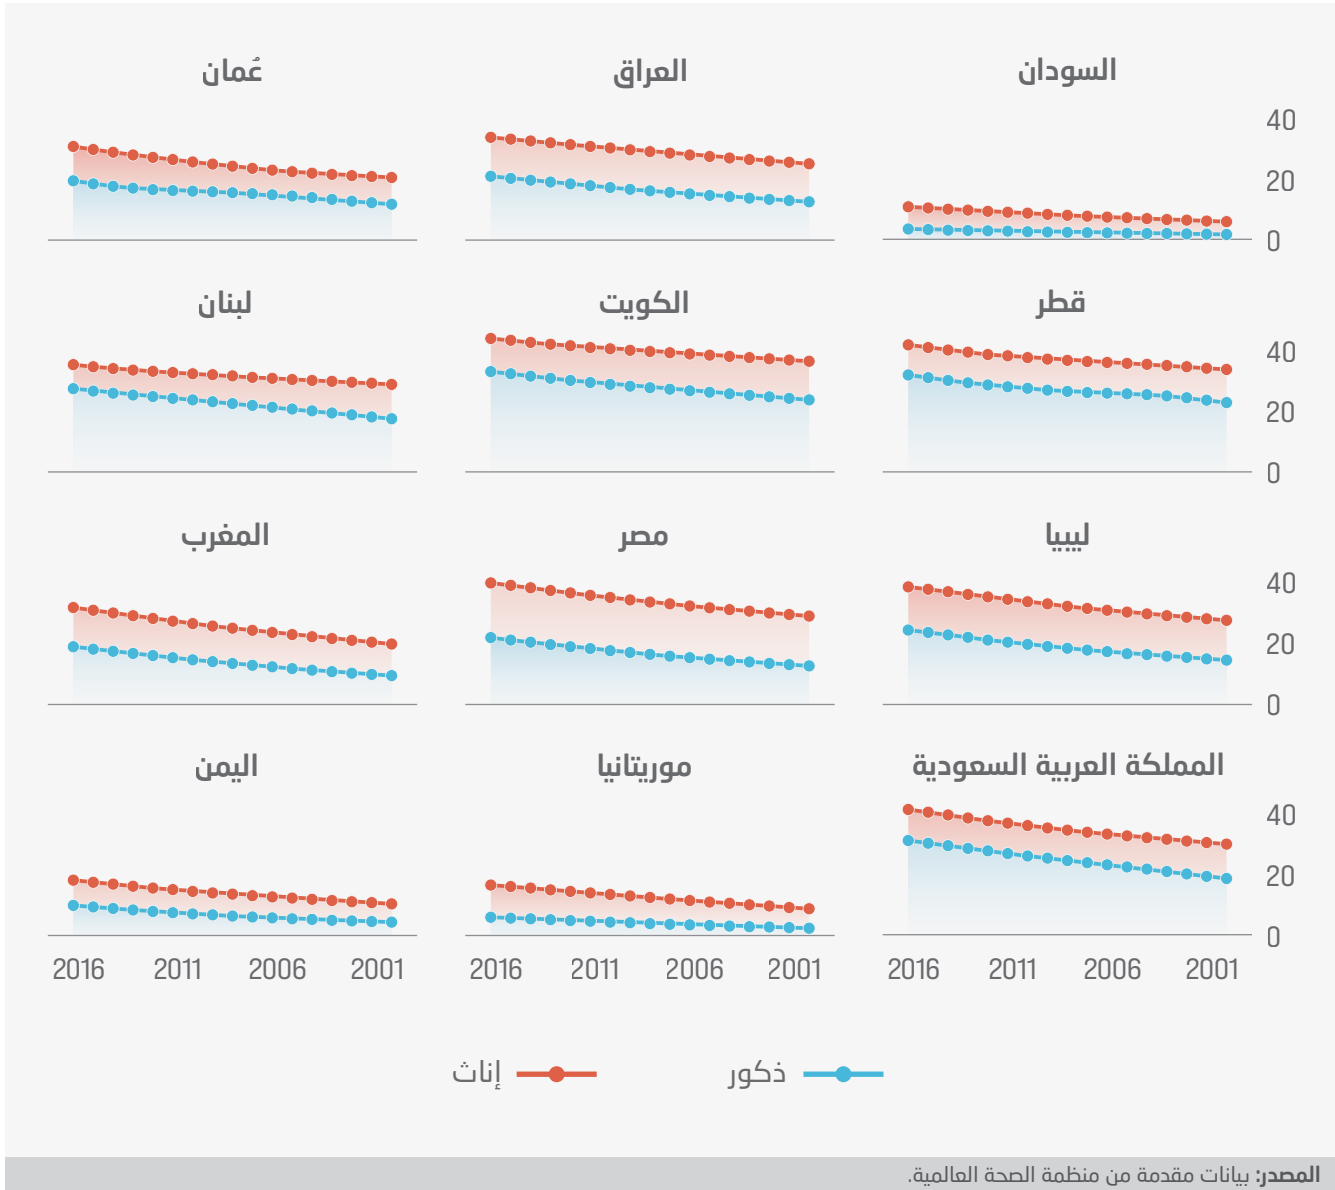 السودان
العراق
عُمان
40
20
0
قطر
الكويت
لبنان
40
20
0
ليبيا
مصر
المغرب
40
20
0
المملكة العربية السعودية
موريتانيا
اليمن
40
20
0
2001 2006 2011 2016
2001 2006 2011 2016
2001 2006 2011 2016
ذكور
إناث
المصدر: بيانات مقدمة من منظمة الصحة العالمية.